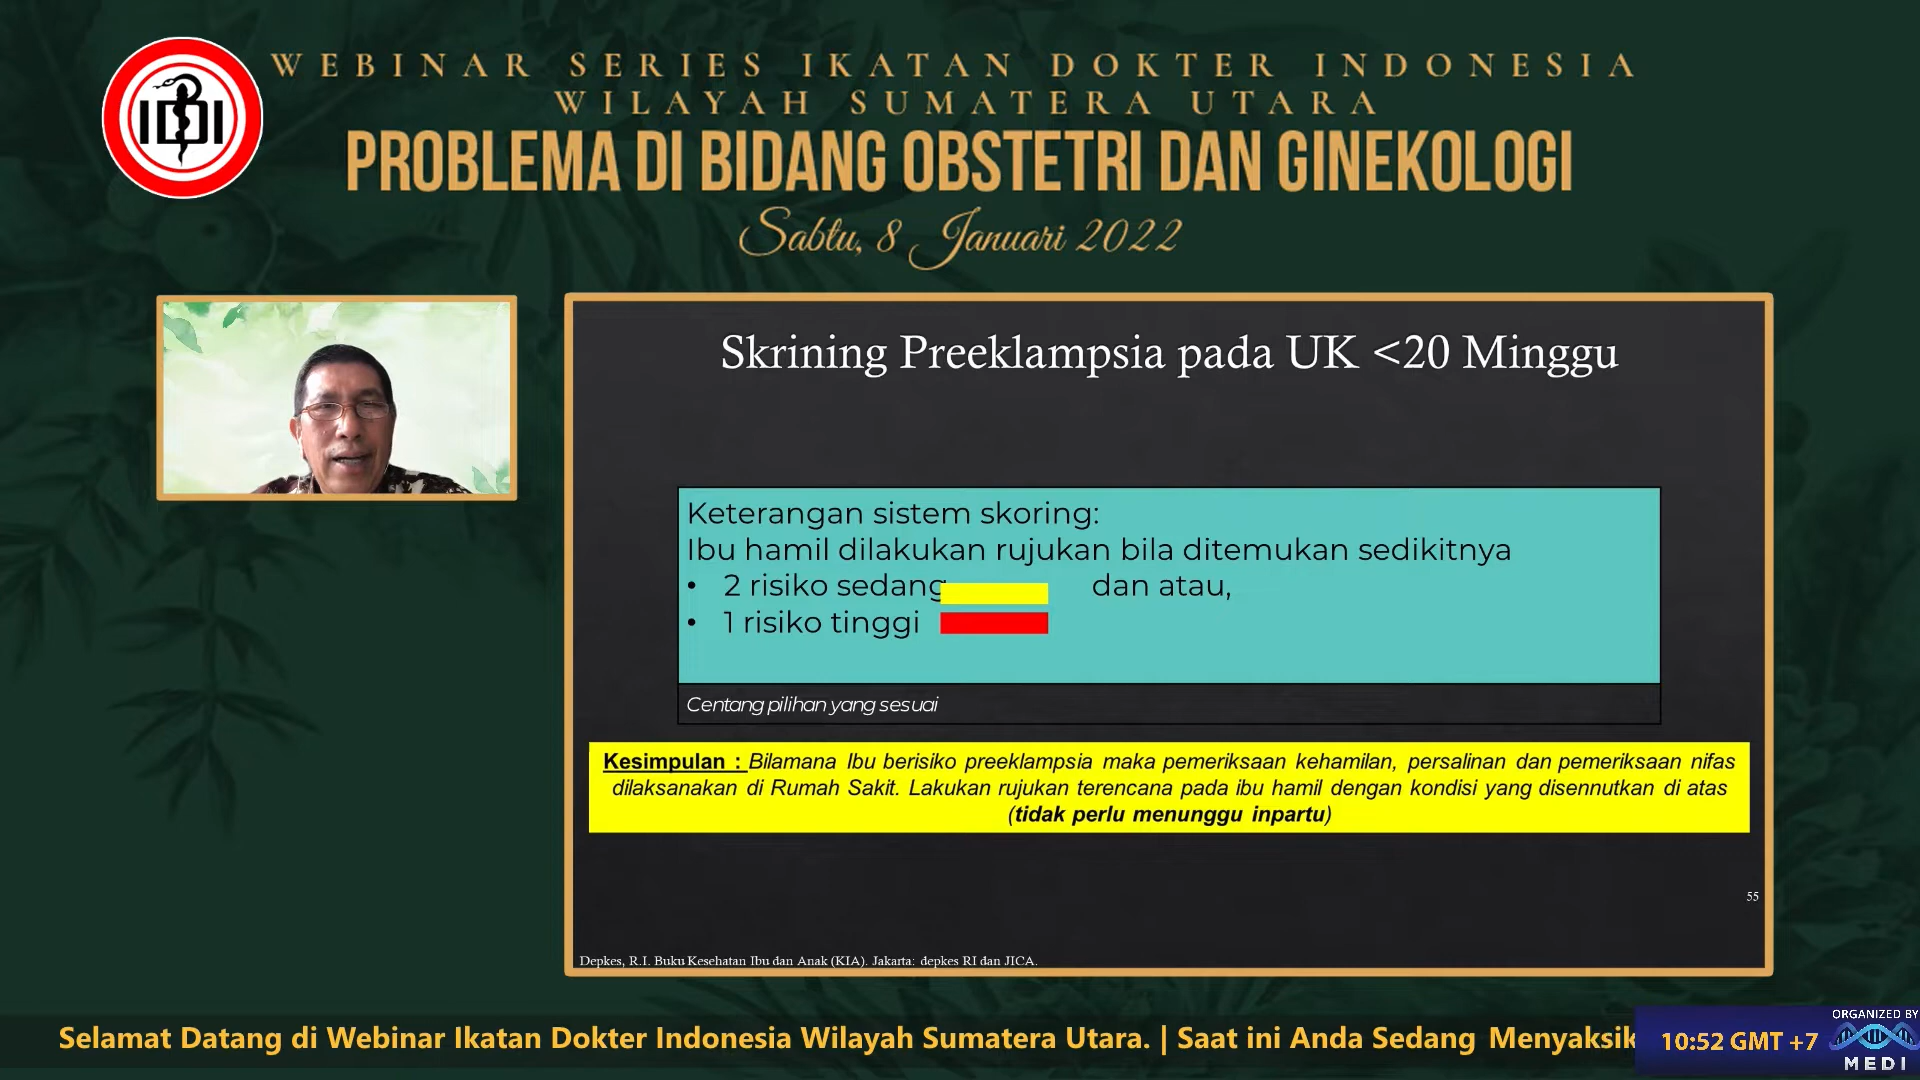 IDI
WEBINAR SERIES IKATAN DOKTER INDONESIA
WILAYAH SUMATERA UTARA
PROBLEMA DI BIDANG OBSTETRI DAN GINEKOLOGI
Sabtu, 8 Januari 2022
Skrining Preeklampsia pada UK <20 Minggu
Keterangan sistem skoring:
Ibu hamil dilakukan rujukan bila ditemukan sedikitnya
• 2 risiko sedang dan atau,
• 1 risiko tinggi
Centang pilihan yang sesuai
Kesimpulan : Bilamana Ibu berisiko preeklampsia maka pemeriksaan kehamilan, persalinan dan pemeriksaan nifas
dilaksanakan di Rumah Sakit. Lakukan rujukan terencana pada ibu hamil dengan kondisi yang disennutkan di atas
(tidak perlu menunggu inpartu)
55
Depkes, R.I. Buku Kesehatan Ibu dan Anak (KIA). Jakarta: depkes RI dan JICA.
Selamat Datang di Webinar Ikatan Dokter Indonesia Wilayah Sumatera Utara. | Saat ini Anda Sedang Menyaksik
10:52 GMT +7
ORGANIZED BY
MEDI